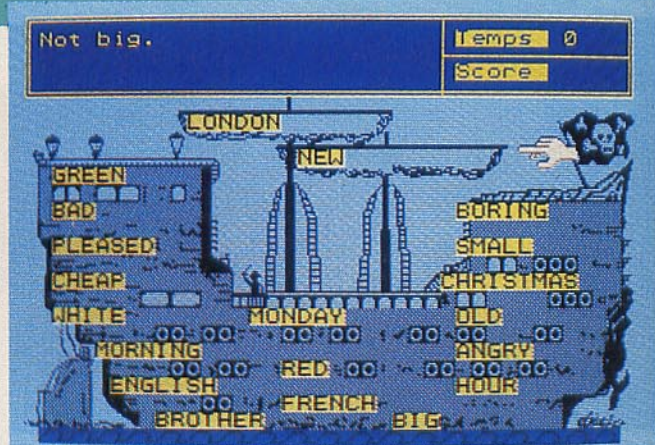 Not big.
Temps 0
Score
LONDON
NEW
GREEN
BAD
BORING
PLEASED
SMALL
CHEAP
CHRISTMAS
WHITE
MONDAY
OLD
MORNING
ANGRY
RED
ENGLISH
HOUR
FRENCH
BROTHER
BIG